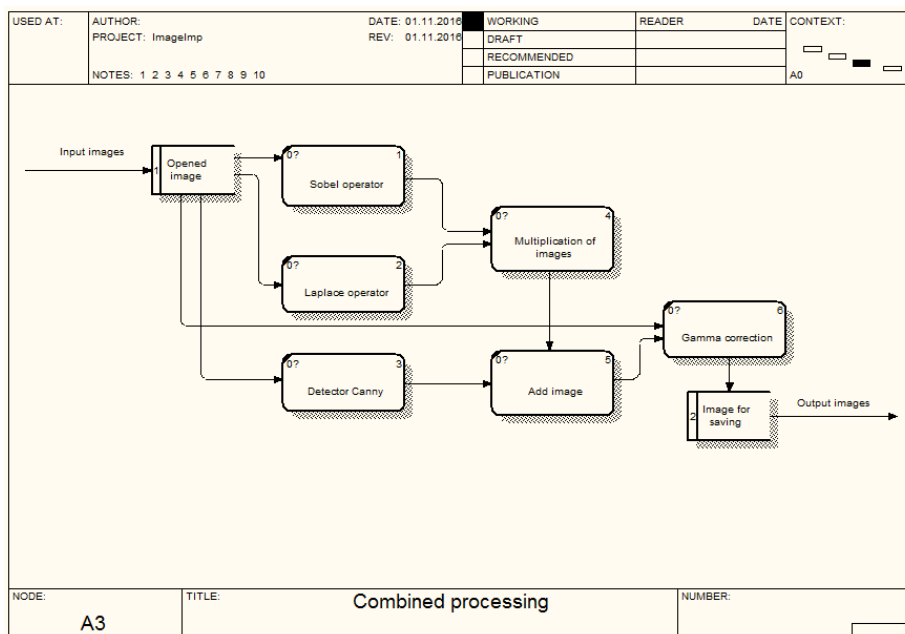 USED AT:
AUTHOR:
DATE: 01.11.2016
PROJECT: ImageImp
REV: 01.11.2016
NOTES: 1 2 3 4 5 6 7 8 9 10
WORKING
DRAFT
RECOMMENDED
PUBLICATION
READER
DATE
CONTEXT:
A0
Input images
1
Opened
image
0?
1
Sobel operator
0?
2
Laplace operator
0?
3
Detector Canny
0?
4
Multiplication of
images
0?
5
Add image
0?
6
Gamma correction
2
Image for
saving
Output images
NODE:
A3
TITLE:
Combined processing
NUMBER: